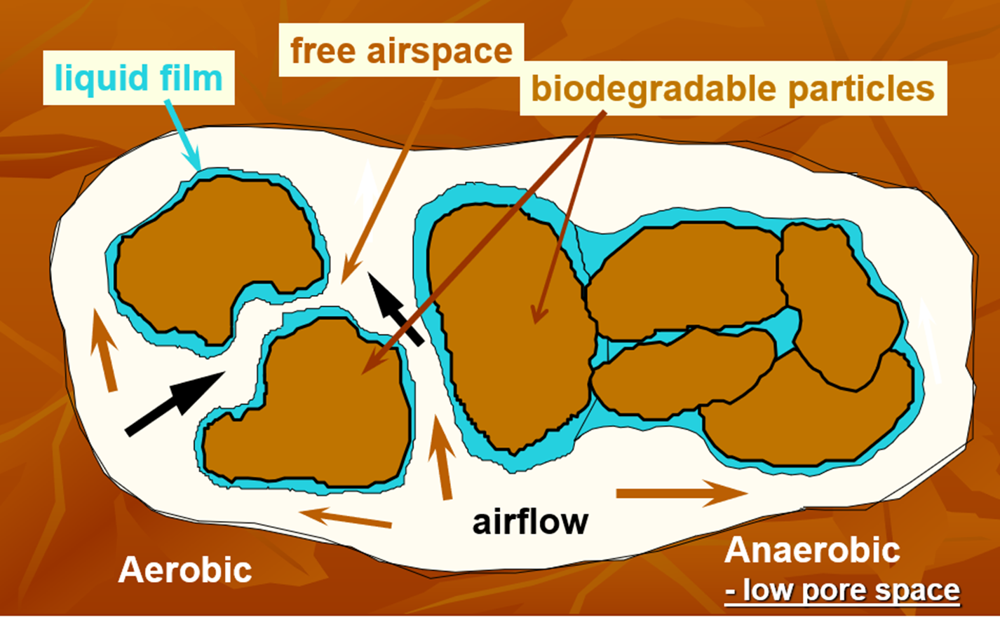 free airspace
liquid film
biodegradable particles
airflow
Aerobic
Anaerobic
- low pore space